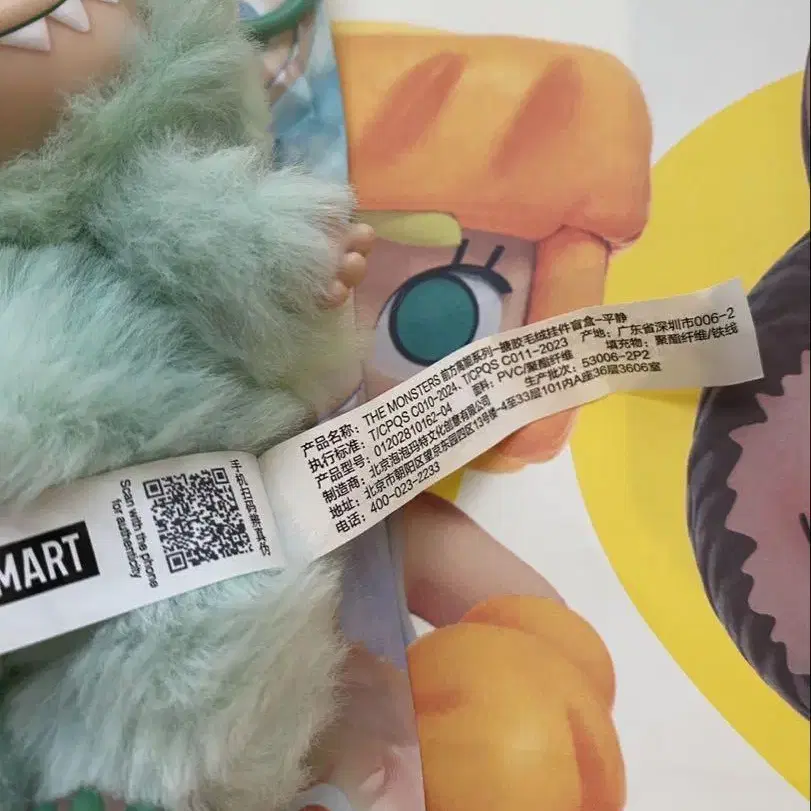 MART
Scan with the phone
for authenticity
手机扫码辨真伪
产品名称: THE MONSTERS 前方高能系列-搪胶毛绒挂件盲盒-平静
执行标准: T/CPQS C010-2024、T/CPQS C011-2023 产地: 广东省深圳市006-2
产品型号: 01202810162-04 面料: PVC/聚酯纤维 填充物: 聚酯纤维/铁线
制造商: 北京泡泡玛特文化创意有限公司 生产批次: 53006-2P2
地址: 北京市朝阳区望京东园四区13号楼-4至33层101内A座36层3606室
电话: 400-023-2233